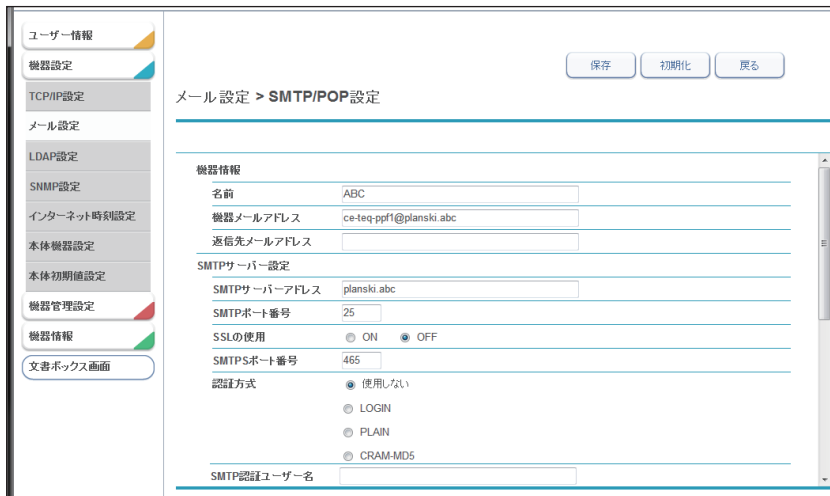 ユーザー情報
機器設定
TCP/IP設定
メール設定
LDAP設定
SNMP設定
インターネット時刻設定
本体機器設定
本体初期値設定
機器管理設定
機器情報
文書ボックス画面
保存 初期化 戻る
メール設定 > SMTP/POP設定
機器情報
名前 ABC
機器メールアドレス ce-teq-ppf1@planski.abc
返信先メールアドレス
SMTPサーバー設定
SMTPサーバーアドレス planski.abc
SMTPポート番号 25
SSLの使用 ON OFF
SMTPSポート番号 465
認証方式 使用しない
LOGIN
PLAIN
CRAM-MD5
SMTP認証ユーザー名